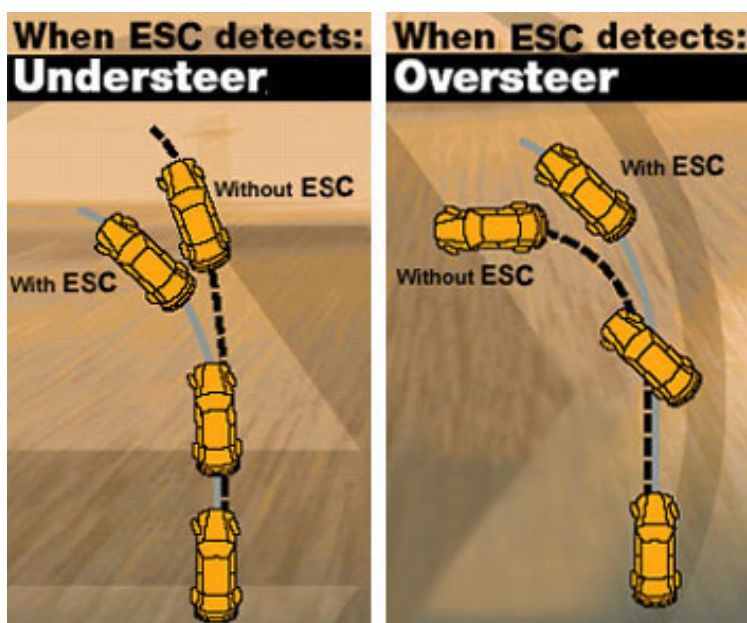 When ESC detects:
Understeer
Without ESC
With ESC
When ESC detects:
Oversteer
With ESC
Without ESC